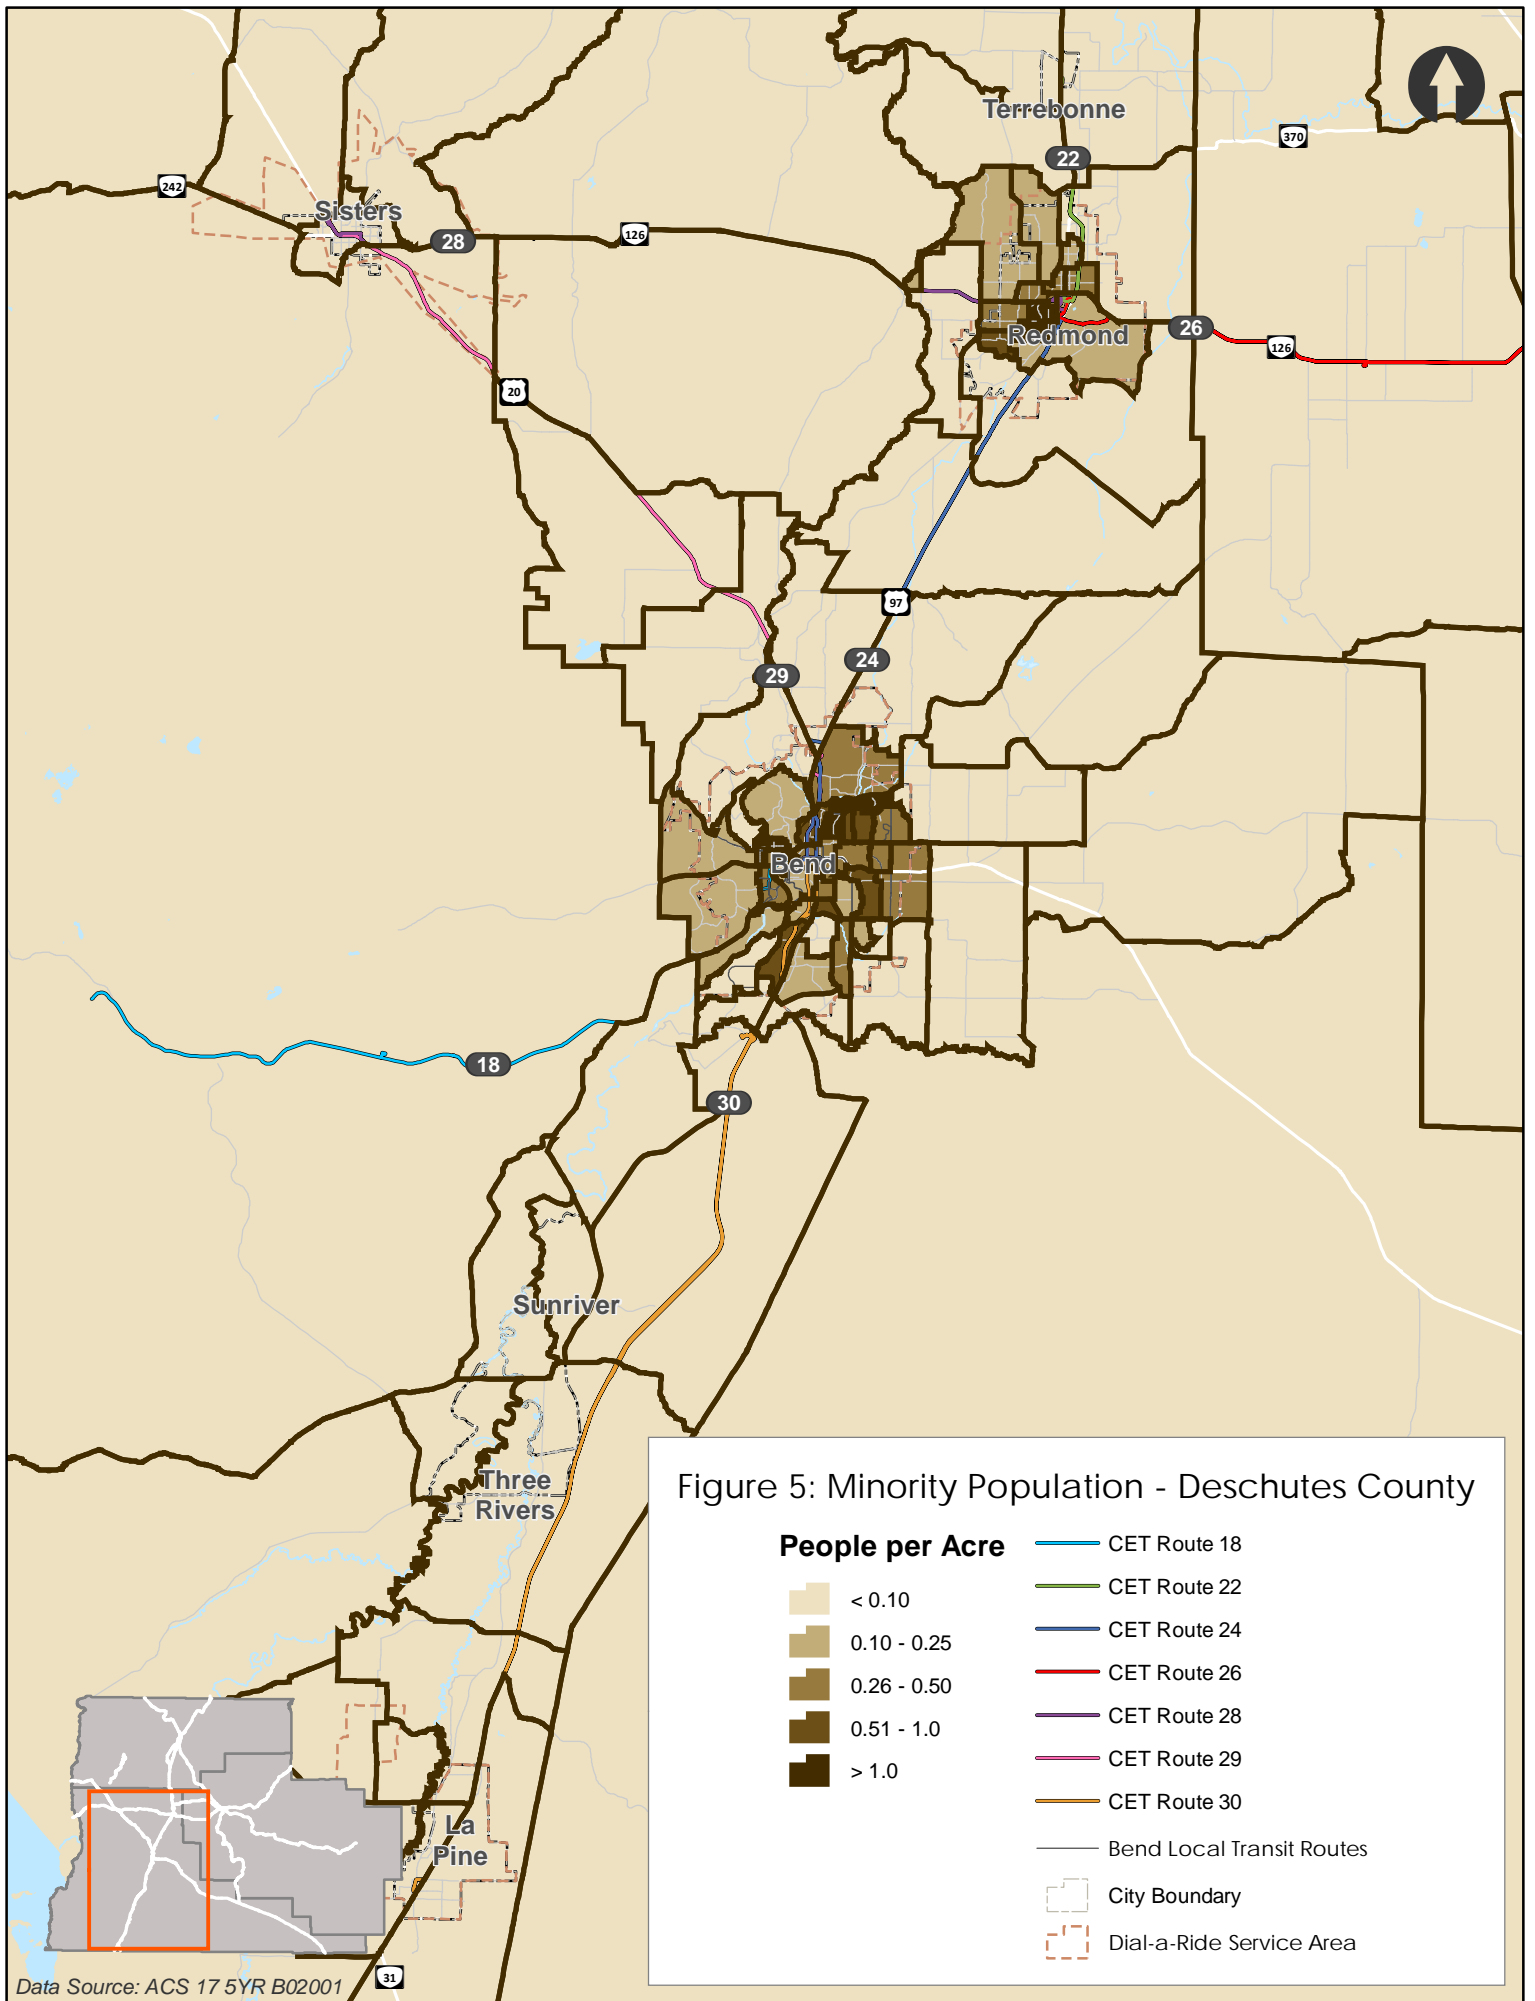 Terrebonne
370
22
242
Sisters
28
126
Redmond
26
126
20
97
24
29
Bend
18
30
Sunriver
Three
Rivers
Figure 5: Minority Population - Deschutes County
People per Acre
< 0.10
0.10 - 0.25
0.26 - 0.50
0.51 - 1.0
> 1.0
CET Route 18
CET Route 22
CET Route 24
CET Route 26
CET Route 28
CET Route 29
CET Route 30
Bend Local Transit Routes
City Boundary
Dial-a-Ride Service Area
La
Pine
31
Data Source: ACS 17 5YR B02001